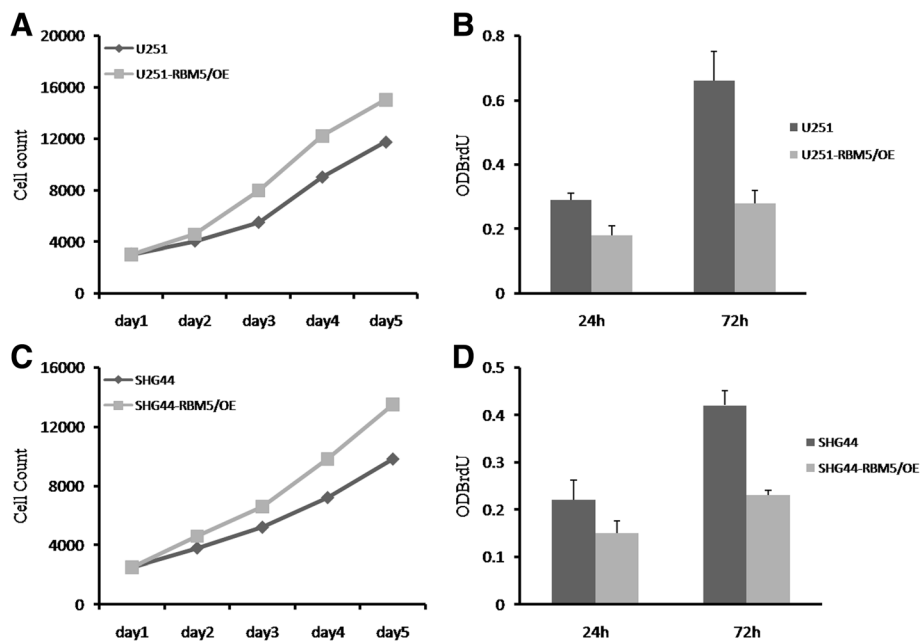 A
20000
16000
12000
8000
4000
0
Cell count
U251
U251-RBM5/OE
day1 day2 day3 day4 day5
B
0.8
0.6
0.4
0.2
0
ODBrdU
U251
U251-RBM5/OE
24h 72h
C
16000
12000
8000
4000
0
Cell Count
SHG44
SHG44-RBM5/OE
day1 day2 day3 day4 day5
D
0.5
0.4
0.3
0.2
0.1
0
ODBrdU
SHG44
SHG44-RBM5/OE
24h 72h